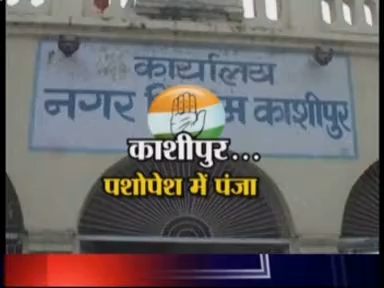 कार्यालय
नगर काशीपुर
काशीपुर...
पशोपेश में पंजा